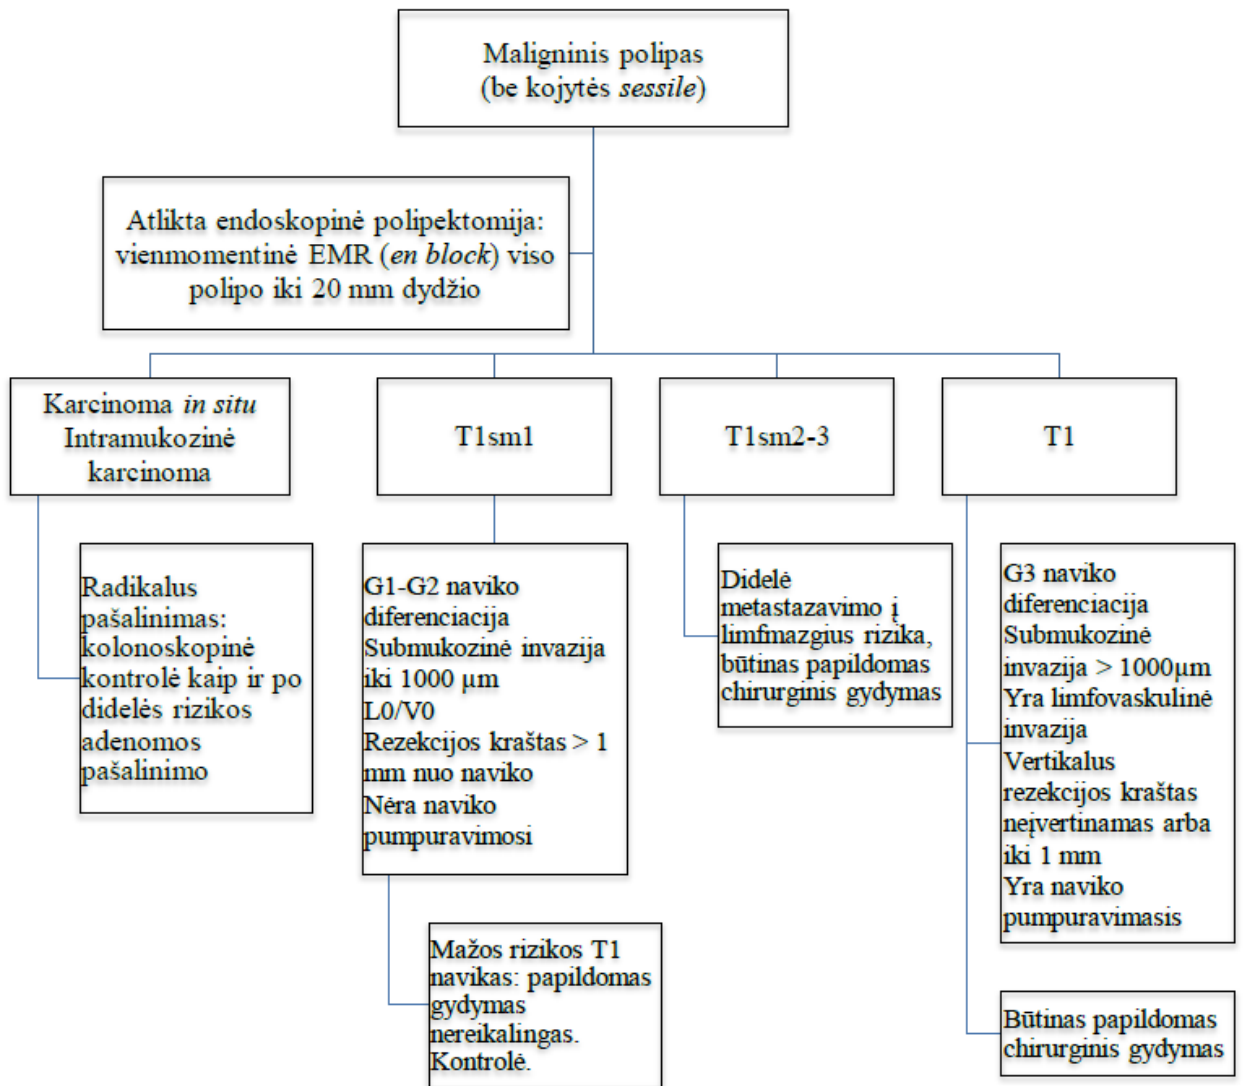 Maligninis polipas
(be kojytės sessile)
Atlikta endoskopinė polipektomija:
vienmomentinė EMR (en block) viso
polipo iki 20 mm dydžio
Karcinoma in situ
Intramukozinė
karcinoma
T1sm1
T1sm2-3
T1
Radikalus
pašalinimas:
kolonoskopinė
kontrolė kaip ir po
didelės rizikos
adenomos
pašalinimo
G1-G2 naviko
diferenciacija
Submukozinė invazija
iki 1000 µm
L0/V0
Rezekcijos kraštas > 1
mm nuo naviko
Nėra naviko
pumpuravimosi
Didelė
metastazavimo į
limfmazgius rizika,
būtinas papildomas
chirurginis gydymas
G3 naviko
diferenciacija
Submukozinė
invazija > 1000µm
Yra limfovaskulinė
invazija
Vertikalus
rezekcijos kraštas
neįvertinamas arba
iki 1 mm
Yra naviko
pumpuravimasis
Mažos rizikos T1
navikas: papildomas
gydymas
nereikalingas.
Kontrolė.
Būtinas papildomas
chirurginis gydymas